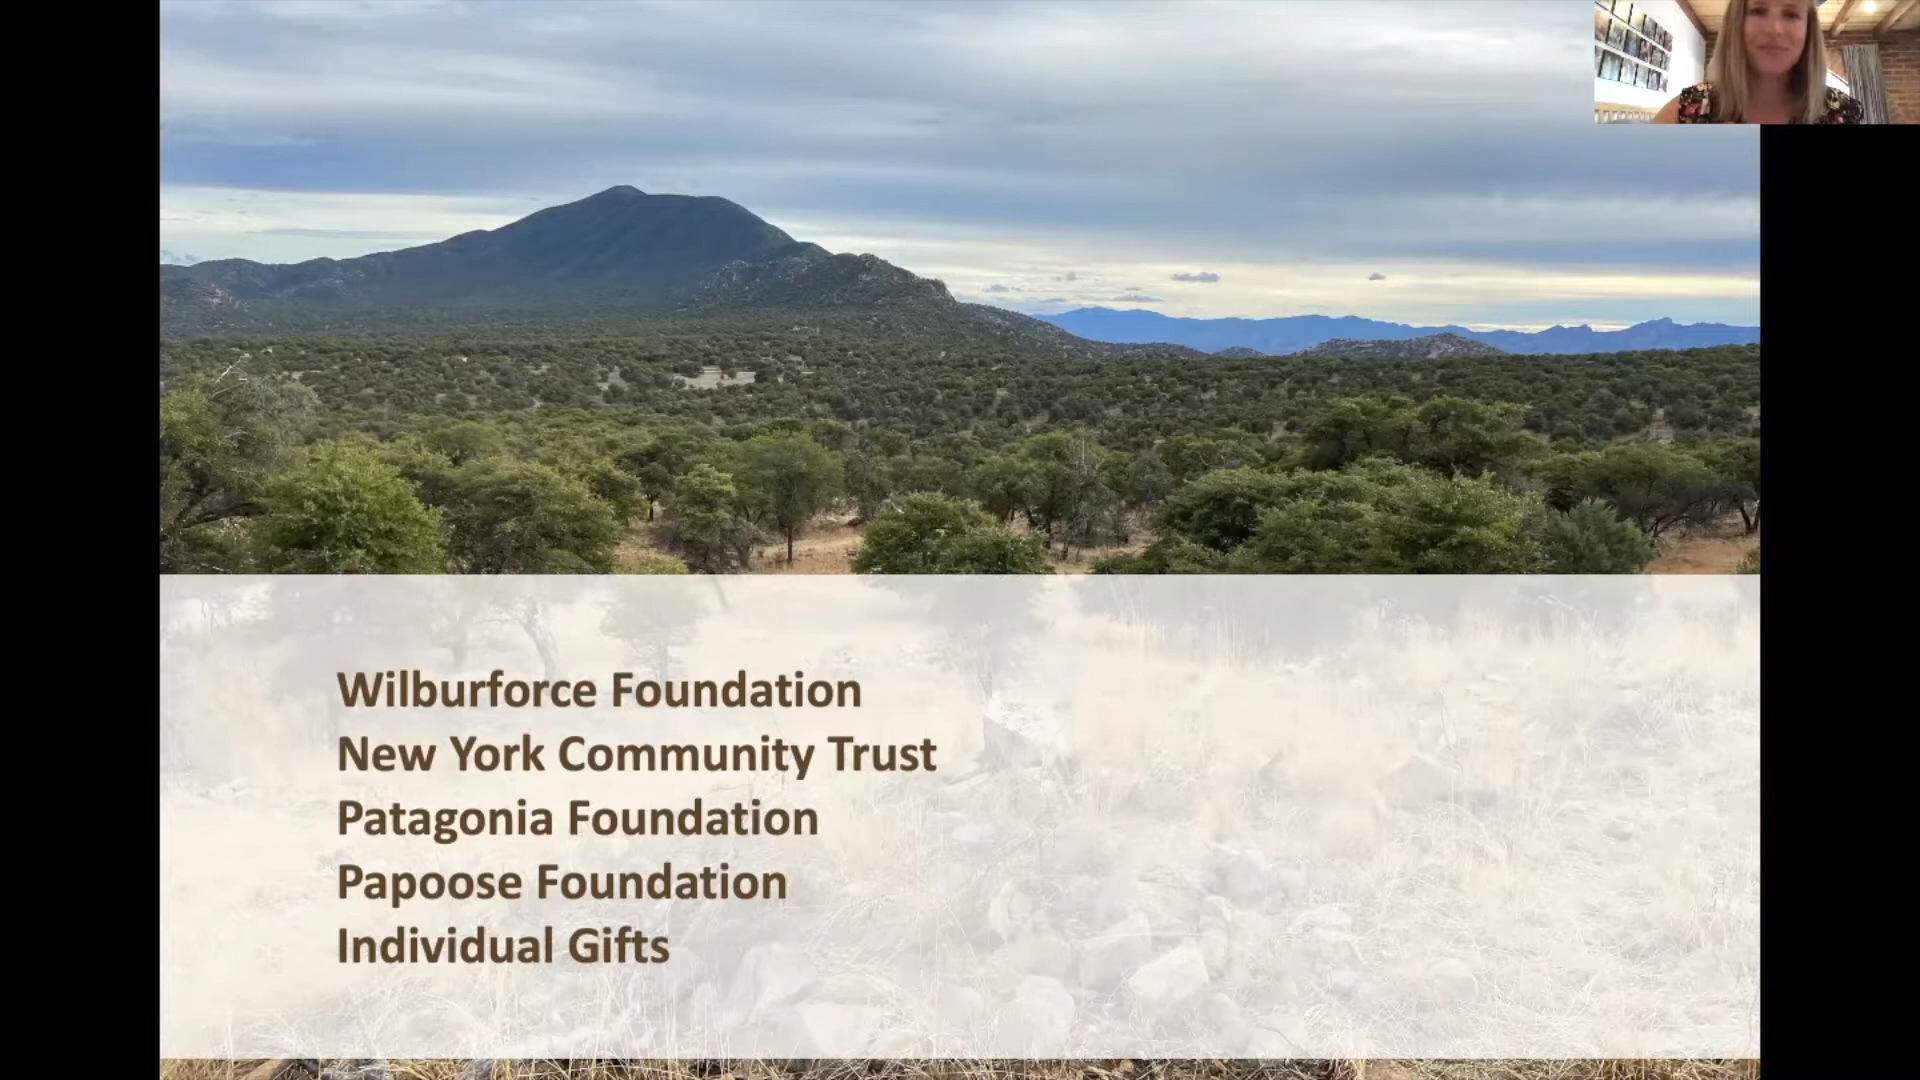 Wilburforce Foundation
New York Community Trust
Patagonia Foundation
Papoose Foundation
Individual Gifts